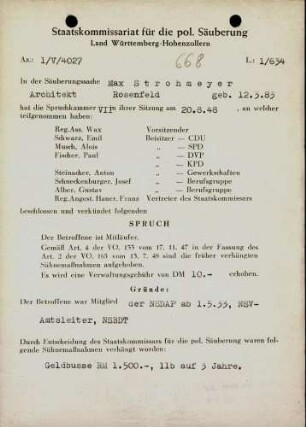 Staatskommissariat für die pol. Säuberung
Land Württemberg-Hohenzollern
Az.: 1/V/4027 668 L: 1/634
In der Säuberungssache Max Strohmeyer
Architekt Rosenfeld geb. 12.3.83
hat die Spruchkammer VII in ihrer Sitzung am 20.8.48, an welcher
teilgenommen haben:
Reg.Ass. Wax Vorsitzender
Schwarz, Emil Beisitzer — CDU
Musch, Alois „ — SPD
Fischer, Paul „ — DVP
„ — KPD
Steinacher, Anton „ — Gewerkschaften
Schneckenburger, Josef „ — Berufsgruppe
Alber, Gustav „ — Berufsgruppe
Reg.Angest. Hauer, Franz Vertreter des Staatskommissars
beschlossen und verkündet folgenden
SPRUCH
Der Betroffene ist Mitläufer.
Gemäß Art. 4 der VO. 133 vom 17. 11. 47 in der Fassung des
Art. 2 der VO. 165 vom 13. 7. 48 sind die früher verhängten
Sühnemaßnahmen aufgehoben.
Es wird eine Verwaltungsgebühr von DM 10.- erhoben.
Gründe:
Der Betroffene war Mitglied der NSDAP ab 1.5.33, NSV-
Amtsleiter, NSBDT
Durch Entscheidung des Staatskommissars für die pol. Säuberung waren fol-
gende Sühnemaßnahmen verhängt worden:
Geldbusse RM 1.500.-, 11b auf 3 Jahre.